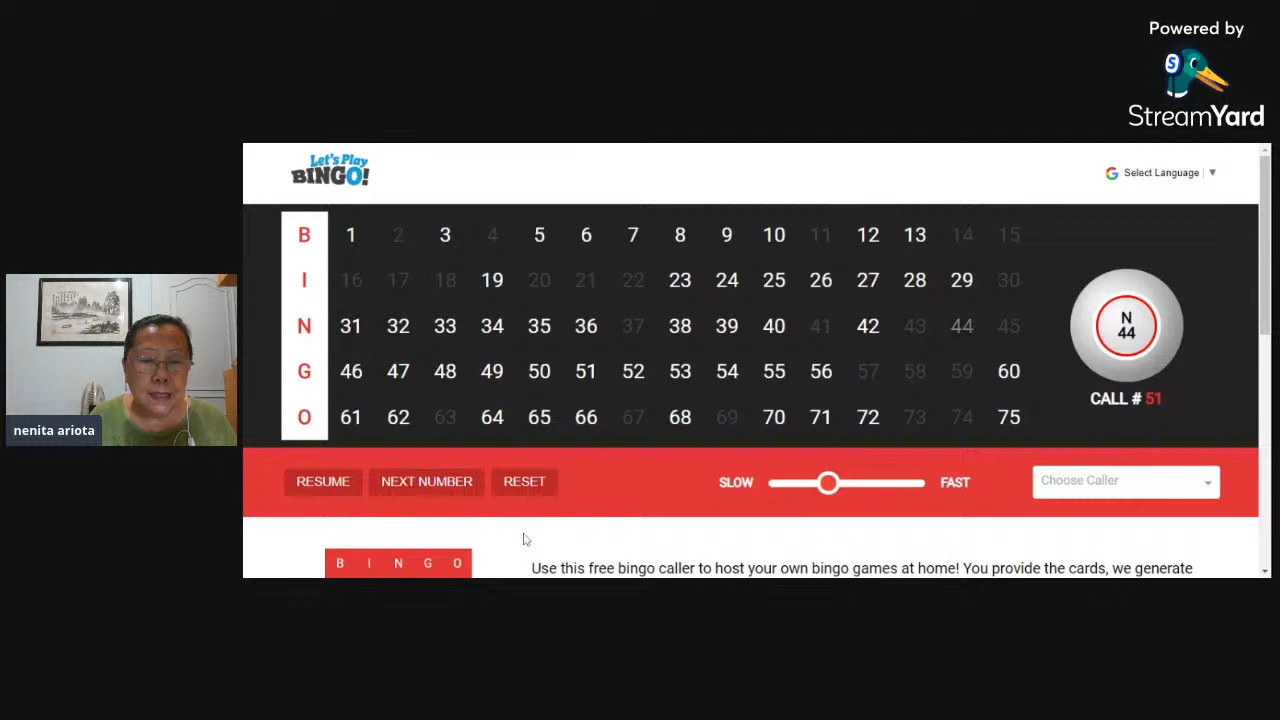 Powered by
S
StreamYard
Let's Play
BINGO!
Select Language
B 1 2 3 4 5 6 7 8 9 10 11 12 13 14 15
I 16 17 18 19 20 21 22 23 24 25 26 27 28 29 30
N 31 32 33 34 35 36 37 38 39 40 41 42 43 44 45
G 46 47 48 49 50 51 52 53 54 55 56 57 58 59 60
O 61 62 63 64 65 66 67 68 69 70 71 72 73 74 75
N
44
CALL # 51
nenita ariota
RESUME NEXT NUMBER RESET SLOW FAST Choose Caller
B I N G O
Use this free bingo caller to host your own bingo games at home! You provide the cards, we generate